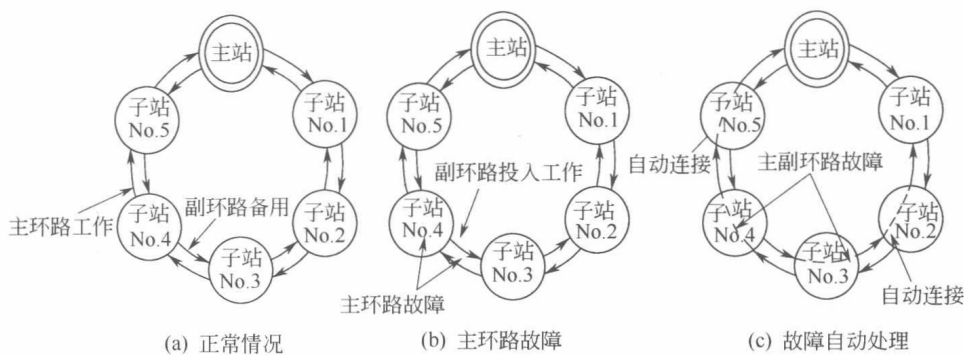 主站
子站
No.5
子站
No.1
主环路工作
子站
No.4
副环路备用
子站
No.2
子站
No.3
(a) 正常情况
主站
子站
No.5
子站
No.1
副环路投入工作
子站
No.4
子站
No.2
子站
No.3
主环路故障
(b) 主环路故障
主站
子站
No.5
子站
No.1
自动连接
主副环路故障
子站
No.4
子站
No.2
子站
No.3
自动连接
(c) 故障自动处理